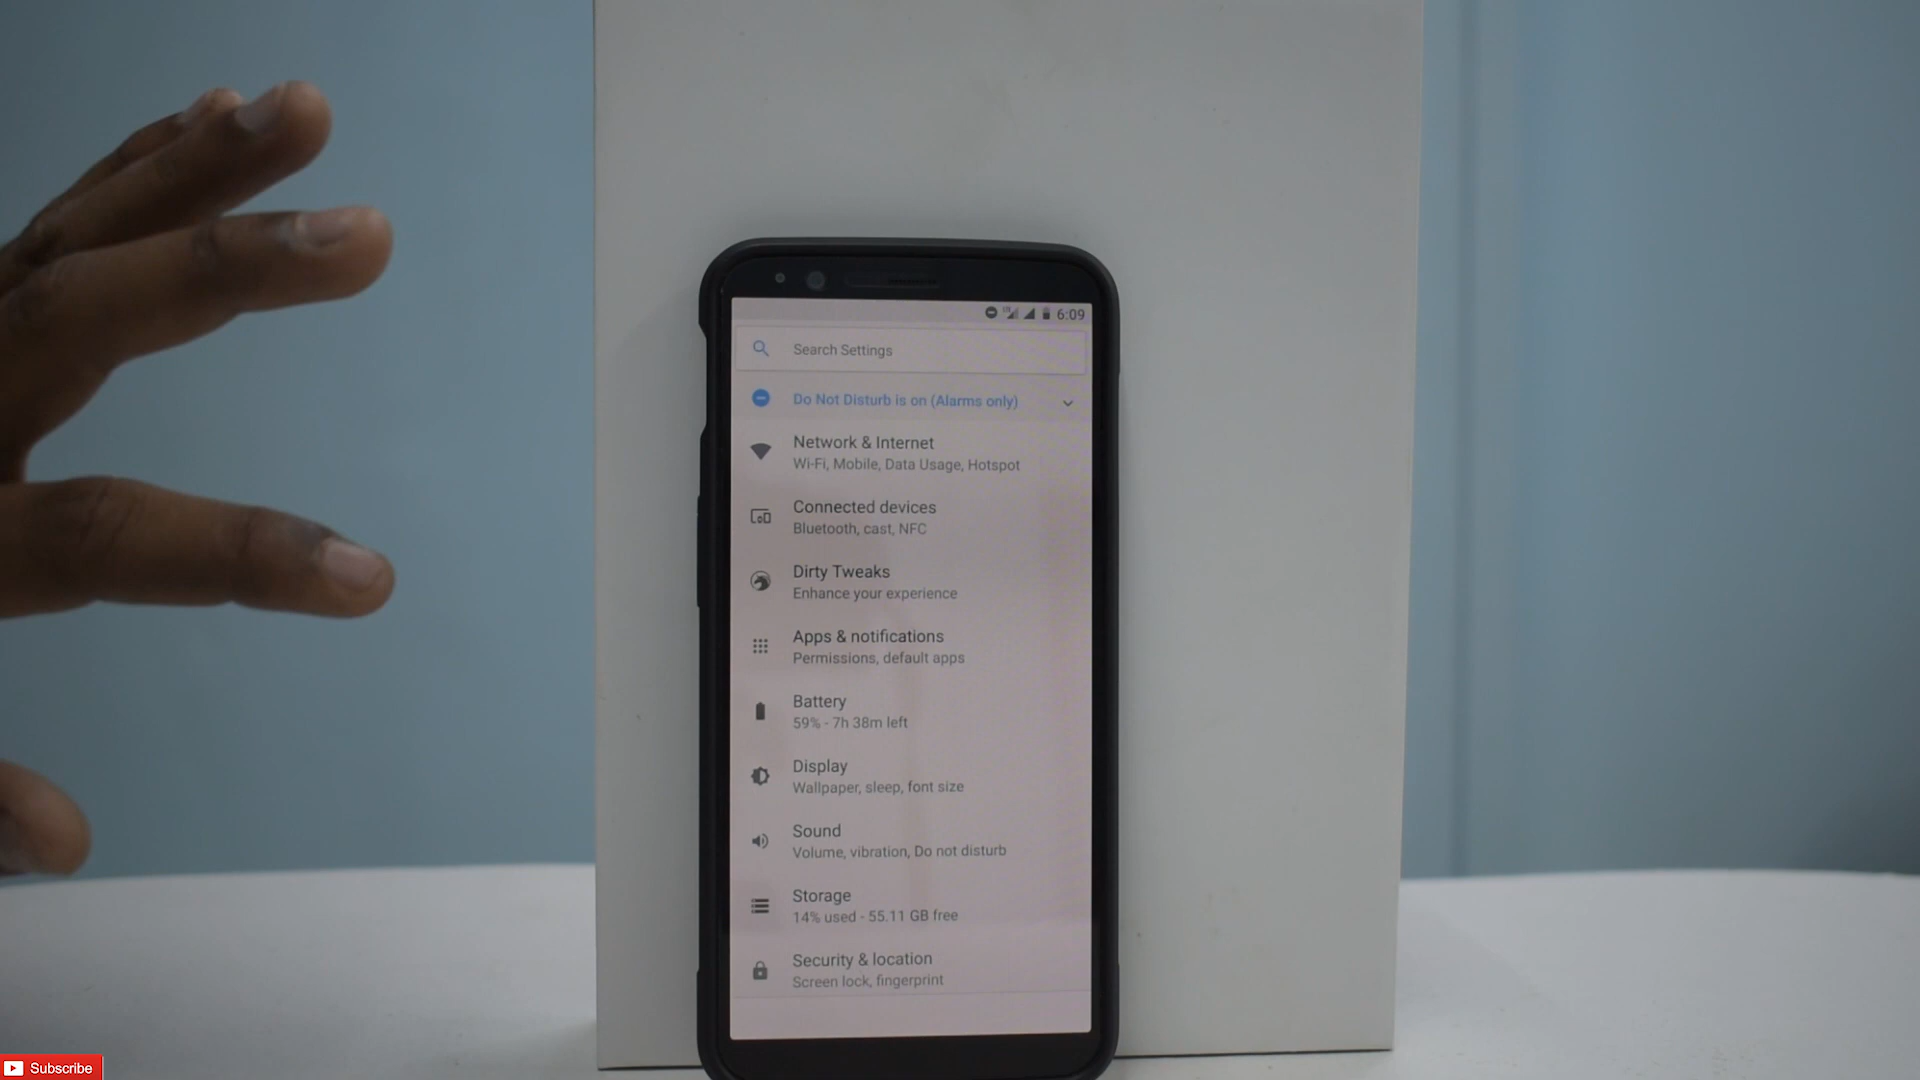 6:09
Search Settings
Do Not Disturb is on (Alarms only)
Network & Internet
Wi-Fi, Mobile, Data Usage, Hotspot
Connected devices
Bluetooth, cast, NFC
Dirty Tweaks
Enhance your experience
Apps & notifications
Permissions, default apps
Battery
59% - 7h 38m left
Display
Wallpaper, sleep, font size
Sound
Volume, vibration, Do not disturb
Storage
14% used - 55.11 GB free
Security & location
Screen lock, fingerprint
Subscribe